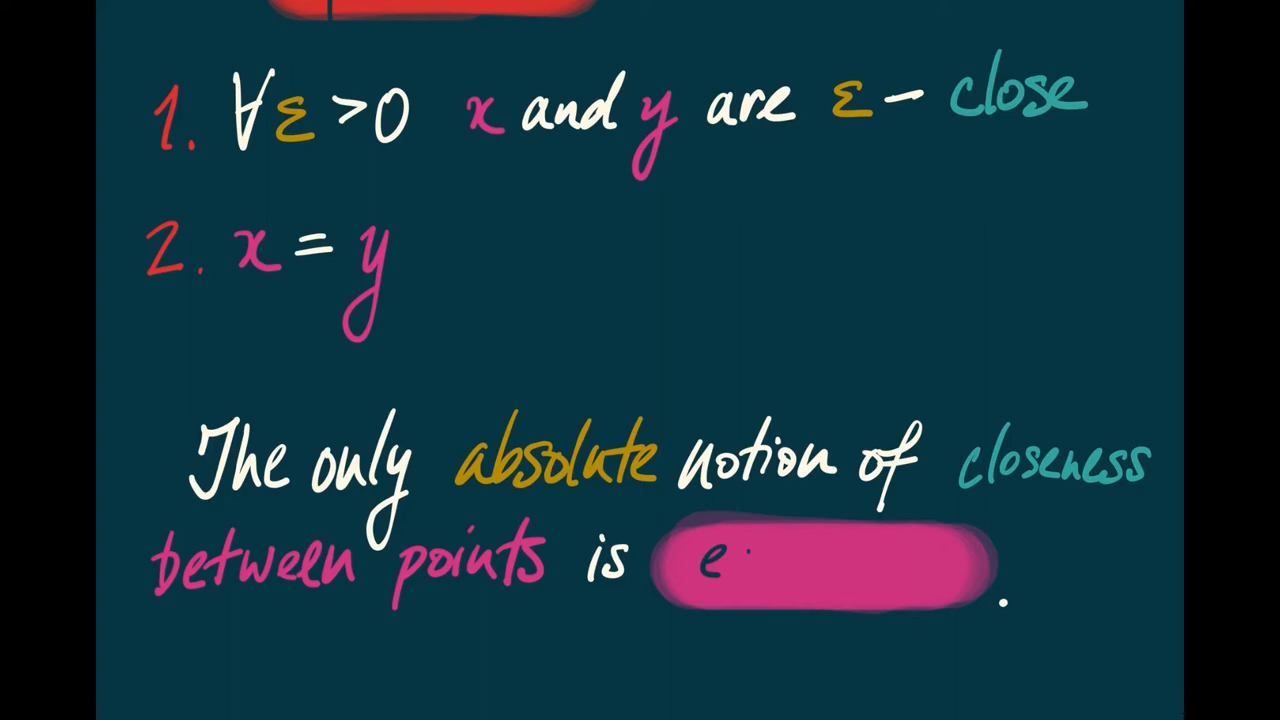 1. ∀ε >0 x and y are ε- close
2. x = y
The only absolute notion of closeness
between points is e .